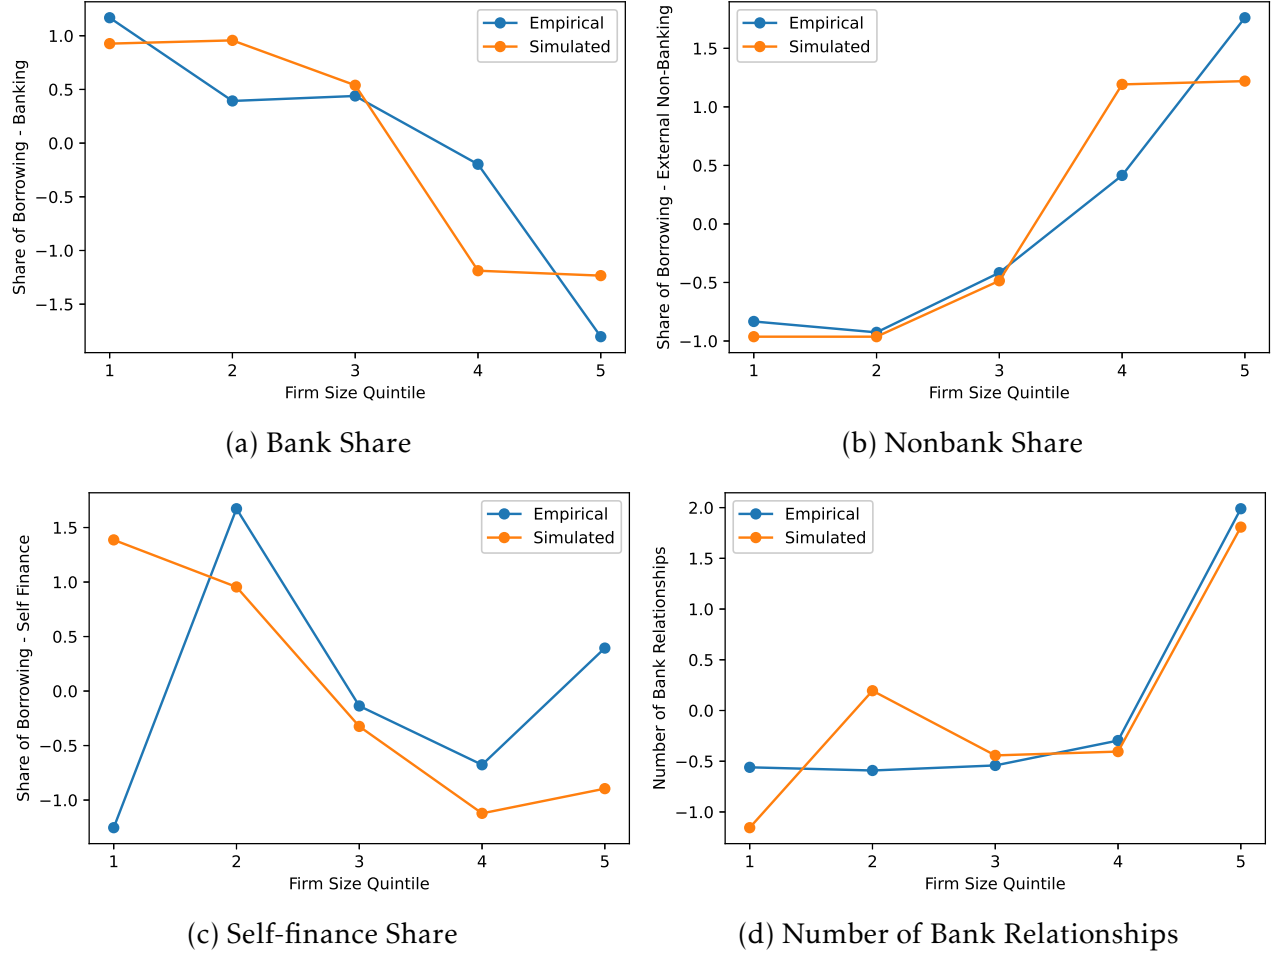 Share of Borrowing - Banking
1.0
0.5
0.0
−0.5
−1.0
−1.5
Empirical
Simulated
1 2 3 4 5
Firm Size Quintile
(a) Bank Share
Share of Borrowing - External Non-Banking
1.5
1.0
0.5
0.0
−0.5
−1.0
Empirical
Simulated
1 2 3 4 5
Firm Size Quintile
(b) Nonbank Share
Share of Borrowing - Self Finance
1.5
1.0
0.5
0.0
−0.5
−1.0
Empirical
Simulated
1 2 3 4 5
Firm Size Quintile
(c) Self-finance Share
Number of Bank Relationships
2.0
1.5
1.0
0.5
0.0
−0.5
−1.0
Empirical
Simulated
1 2 3 4 5
Firm Size Quintile
(d) Number of Bank Relationships